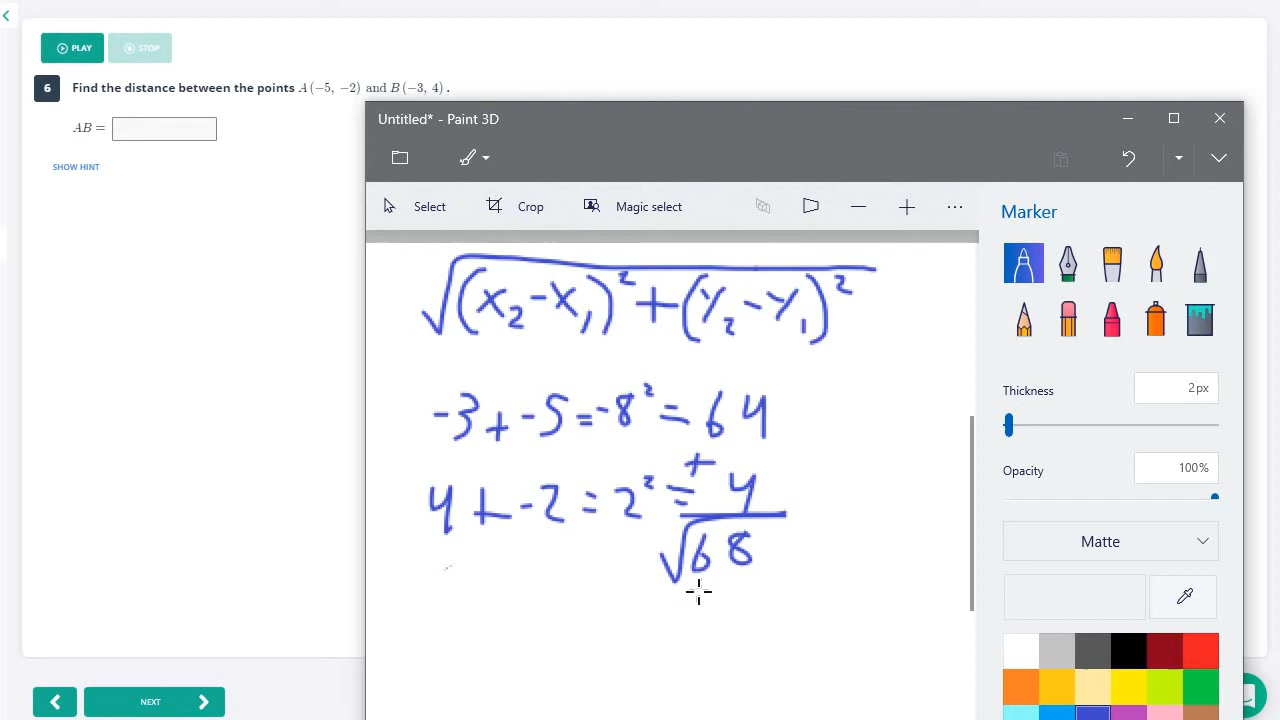 PLAY
STOP
6 Find the distance between the points A (−5, −2) and B (−3, 4) .
AB =
SHOW HINT
Untitled* - Paint 3D
Select
Crop
Magic select
Marker
√(x₂-x₁)² + (y₂-y₁)²
-3 + -5 = -8² = 64
+
4 + -2 = 2² = 4
√68
Thickness
2px
Opacity
100%
Matte
NEXT